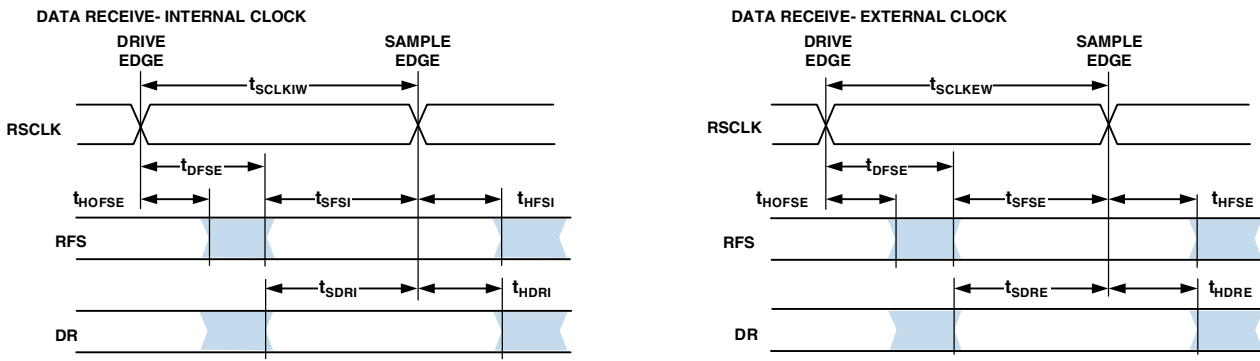 DATA RECEIVE- INTERNAL CLOCK
DRIVE
EDGE
SAMPLE
EDGE
tSCLKIW
RSCLK
tDFSE
tHOFSE
tSFSI
tHFSI
RFS
tSDRI
tHDRI
DR
DATA RECEIVE- EXTERNAL CLOCK
DRIVE
EDGE
SAMPLE
EDGE
tSCLKEW
RSCLK
tDFSE
tHOFSE
tSFSE
tHFSE
RFS
tSDRE
tHDRE
DR